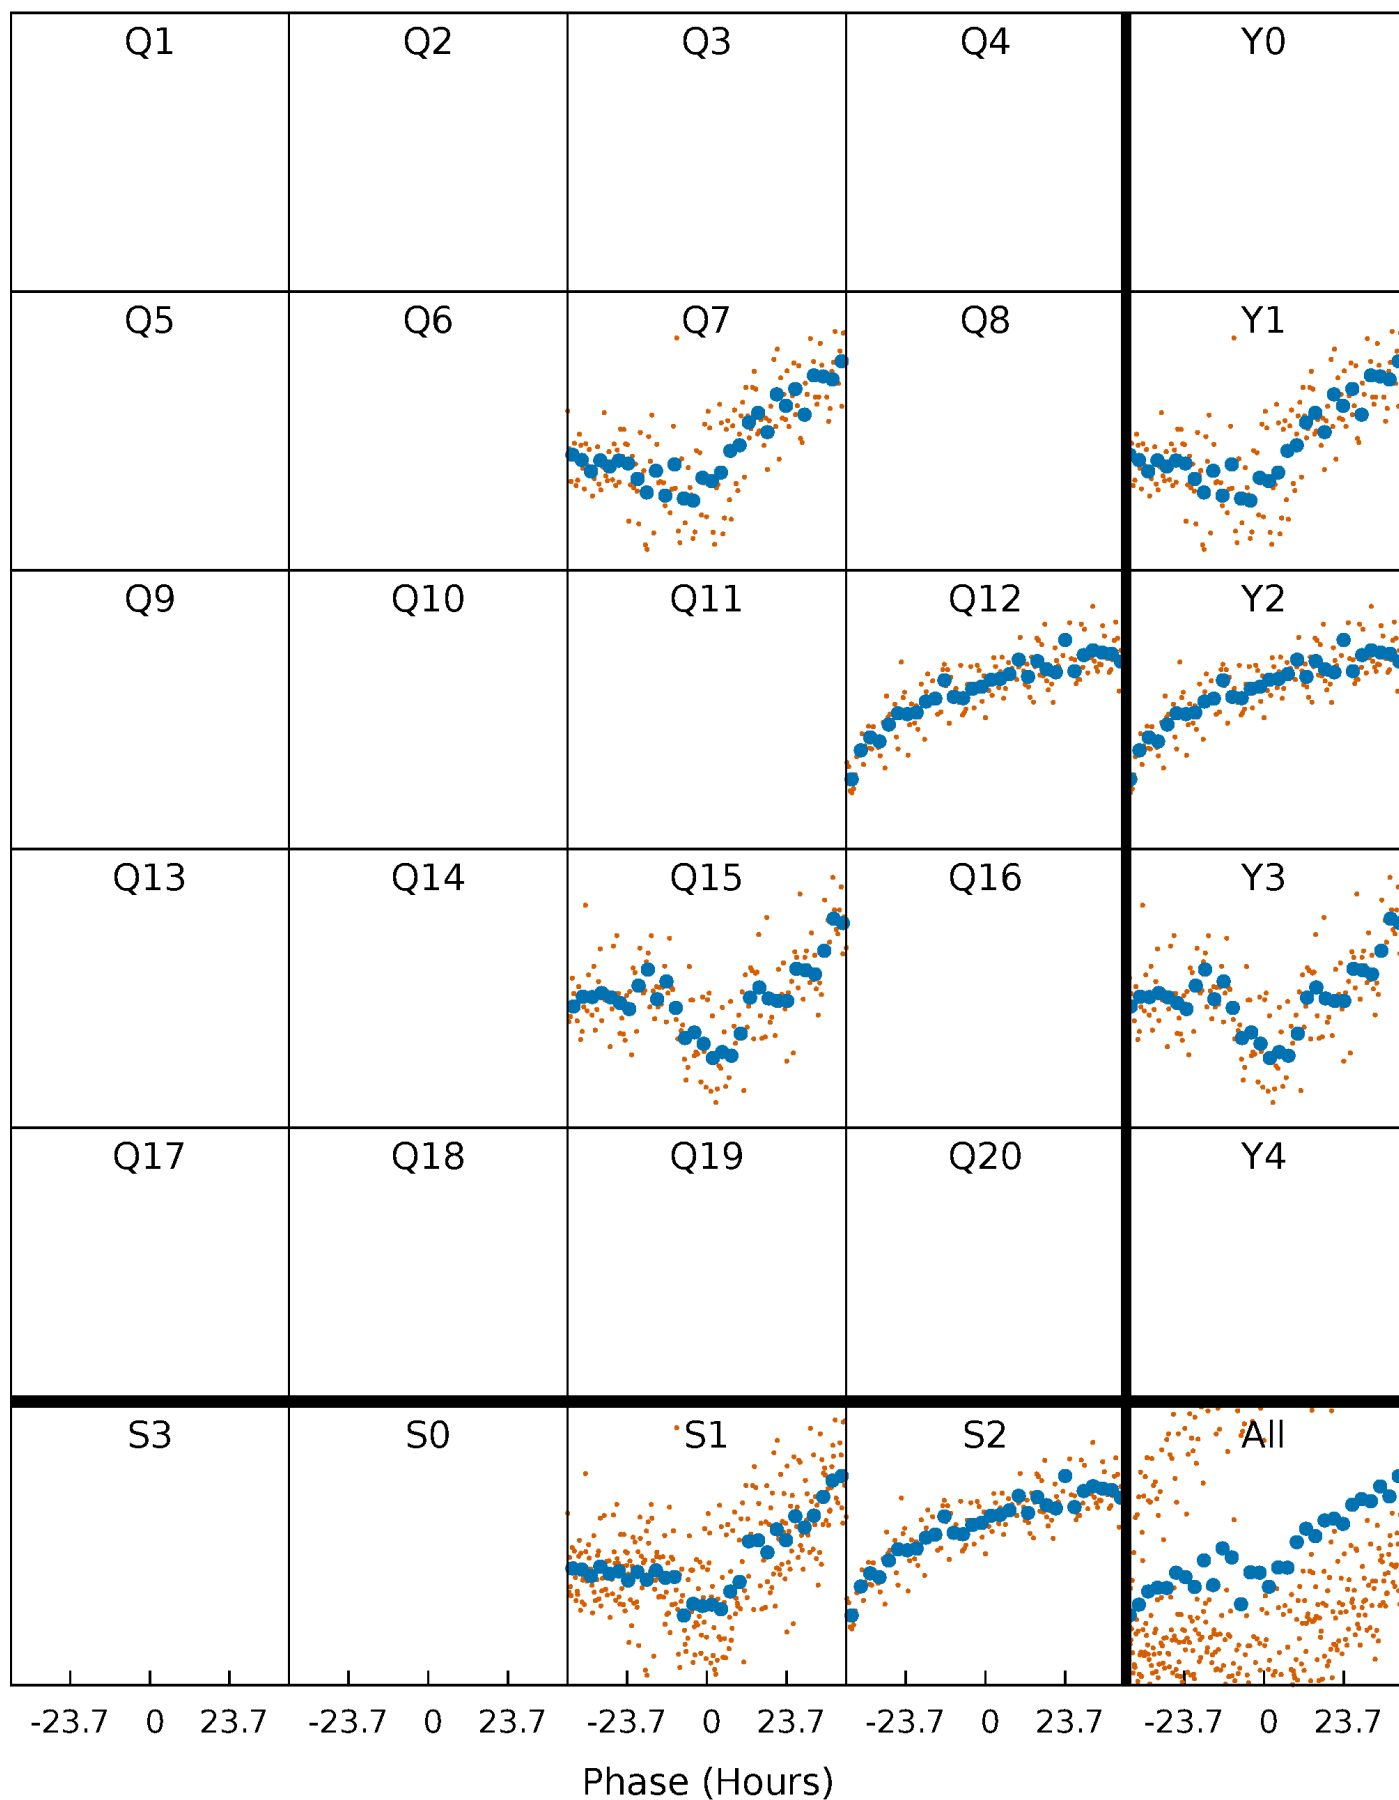 Q1 Q2 Q3 Q4 Y0
Q5 Q6 Q7 Q8 Y1
Q9 Q10 Q11 Q12 Y2
Q13 Q14 Q15 Q16 Y3
Q17 Q18 Q19 Q20 Y4
S3 S0 S1 S2 All
-23.7 0 23.7 -23.7 0 23.7 -23.7 0 23.7 -23.7 0 23.7 -23.7 0 23.7
Phase (Hours)